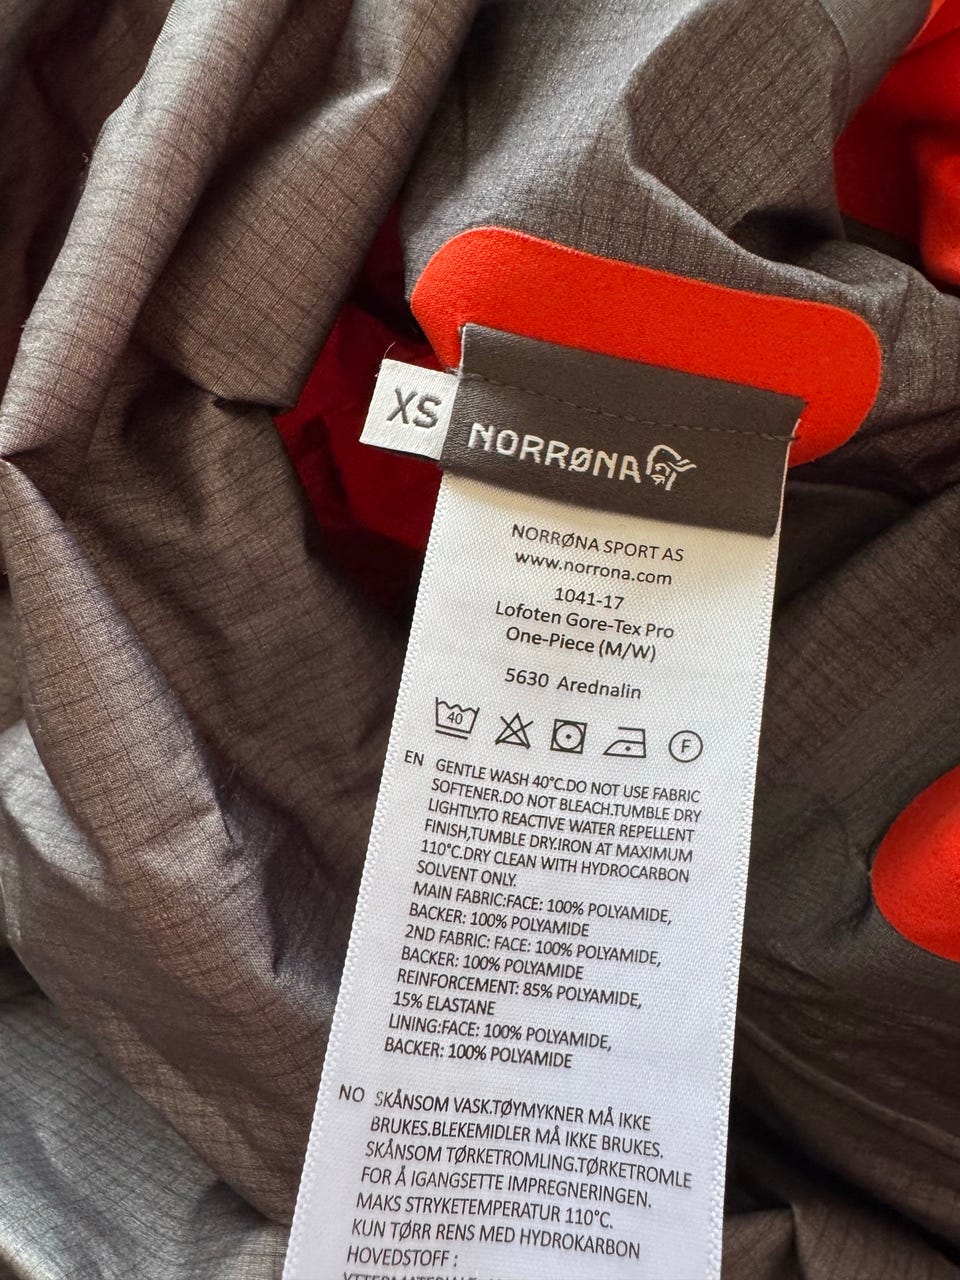 XS
NORRØNA
NORRØNA SPORT AS
www.norrona.com
1041-17
Lofoten Gore-Tex Pro
One-Piece (M/W)
5630 Arednalin
40
F
EN GENTLE WASH 40°C.DO NOT USE FABRIC
SOFTENER.DO NOT BLEACH.TUMBLE DRY
LIGHTLY.TO REACTIVE WATER REPELLENT
FINISH,TUMBLE DRY.IRON AT MAXIMUM
110°C.DRY CLEAN WITH HYDROCARBON
SOLVENT ONLY.
MAIN FABRIC:FACE: 100% POLYAMIDE,
BACKER: 100% POLYAMIDE
2ND FABRIC: FACE: 100% POLYAMIDE,
BACKER: 100% POLYAMIDE
REINFORCEMENT: 85% POLYAMIDE,
15% ELASTANE
LINING:FACE: 100% POLYAMIDE,
BACKER: 100% POLYAMIDE
NO SKÅNSOM VASK.TØYMYKNER MÅ IKKE
BRUKES.BLEKEMIDLER MÅ IKKE BRUKES.
SKÅNSOM TØRKETROMLING.TØRKETROMLE
FOR Å IGANGSETTE IMPREGNERINGEN.
MAKS STRYKETEMPERATUR 110°C.
KUN TØRR RENS MED HYDROKARBON
HOVEDSTOFF :